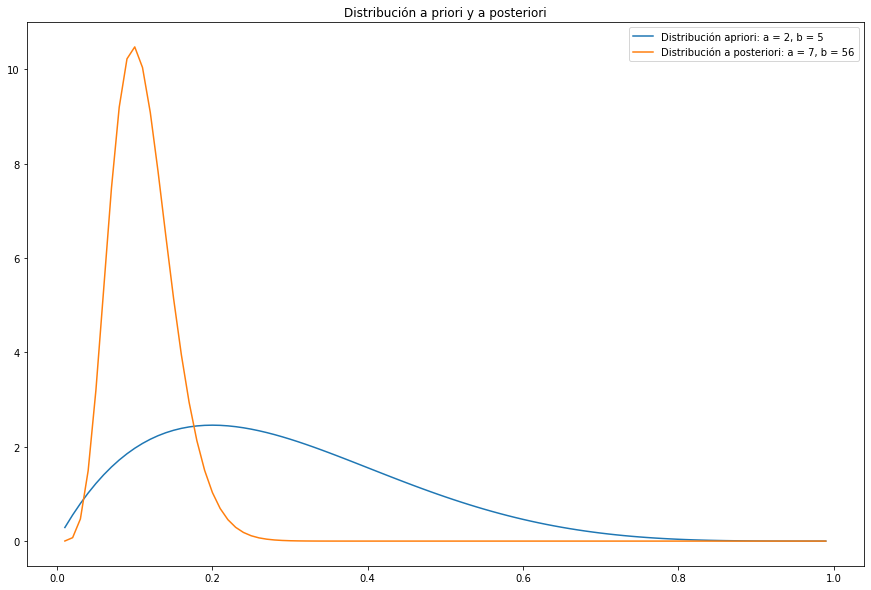 Distribución a priori y a posteriori
Distribución apriori: a = 2, b = 5
Distribución a posteriori: a = 7, b = 56
10
8
6
4
2
0
0.0 0.2 0.4 0.6 0.8 1.0